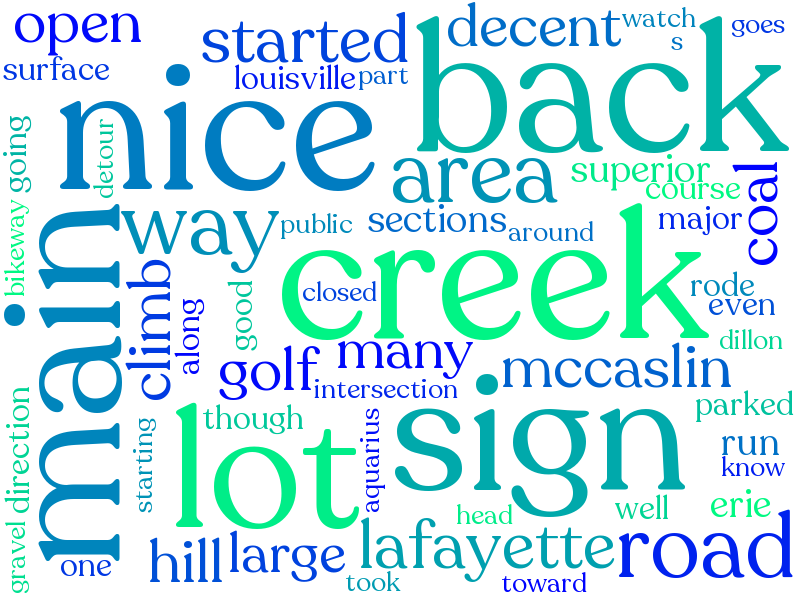 open
started
decent
watch
s
goes
surface
louisville
part
back
nice
going
detour
area
superior
course
coal
bikeway
main
way
public
sections
around
major
creek
closed
climb
along
good
rode
even
dillon
golf
many
intersection
mccaslin
lot
though
sign
parked
direction
starting
aquarius
run
know
gravel
one
hill
large
lafayette
head
well
erie
road
took
toward